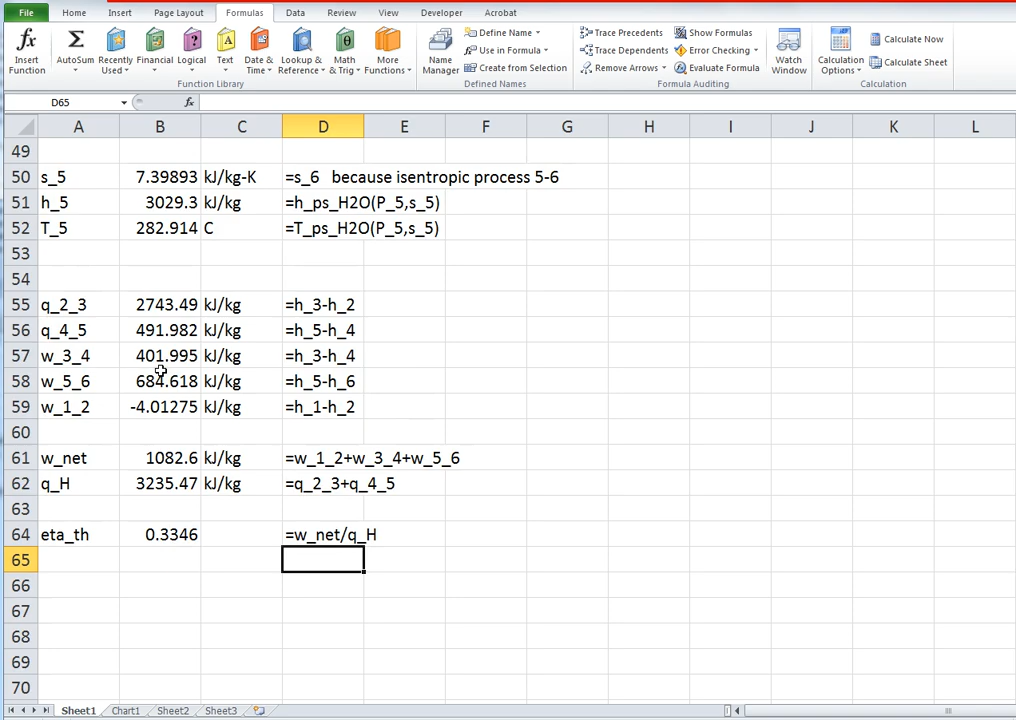 File Home Insert Page Layout Formulas Data Review View Developer Acrobat
fx Insert Function
Σ AutoSum
Recently Used
Financial
Logical
Text
Date & Time
Lookup & Reference
Math & Trig
More Functions
Function Library
Name Manager
Define Name
Use in Formula
Create from Selection
Defined Names
Trace Precedents
Trace Dependents
Remove Arrows
Show Formulas
Error Checking
Evaluate Formula
Formula Auditing
Watch Window
Calculation Options
Calculate Now
Calculate Sheet
Calculation
D65 fx
A B C D E F G H I J K L
49
50 s_5 7.39893 kJ/kg-K =s_6 because isentropic process 5-6
51 h_5 3029.3 kJ/kg =h_ps_H2O(P_5,s_5)
52 T_5 282.914 C =T_ps_H2O(P_5,s_5)
53
54
55 q_2_3 2743.49 kJ/kg =h_3-h_2
56 q_4_5 491.982 kJ/kg =h_5-h_4
57 w_3_4 401.995 kJ/kg =h_3-h_4
58 w_5_6 684.618 kJ/kg =h_5-h_6
59 w_1_2 -4.01275 kJ/kg =h_1-h_2
60
61 w_net 1082.6 kJ/kg =w_1_2+w_3_4+w_5_6
62 q_H 3235.47 kJ/kg =q_2_3+q_4_5
63
64 eta_th 0.3346 =w_net/q_H
65
66
67
68
69
70
Sheet1 Chart1 Sheet2 Sheet3